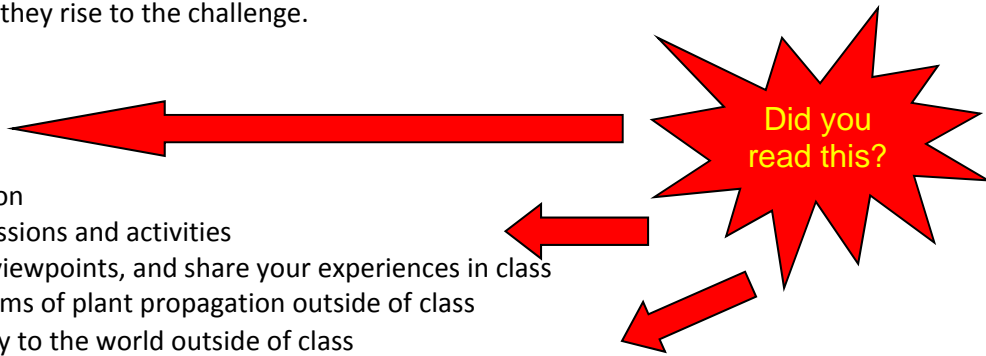 they rise to the challenge.
Did you
read this?
on
ssions and activities
viewpoints, and share your experiences in class
ms of plant propagation outside of class
y to the world outside of class